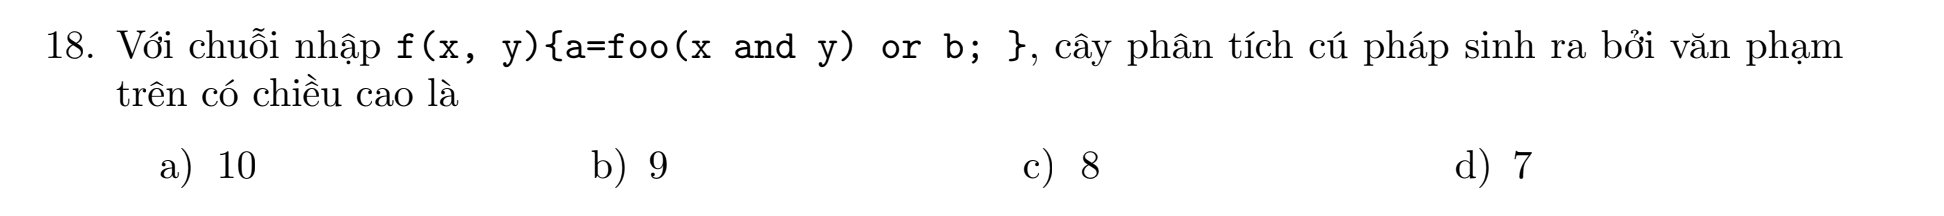 18. Với chuỗi nhập f(x, y){a=foo(x and y) or b; }, cây phân tích cú pháp sinh ra bởi văn phạm
trên có chiều cao là
a) 10 b) 9 c) 8 d) 7